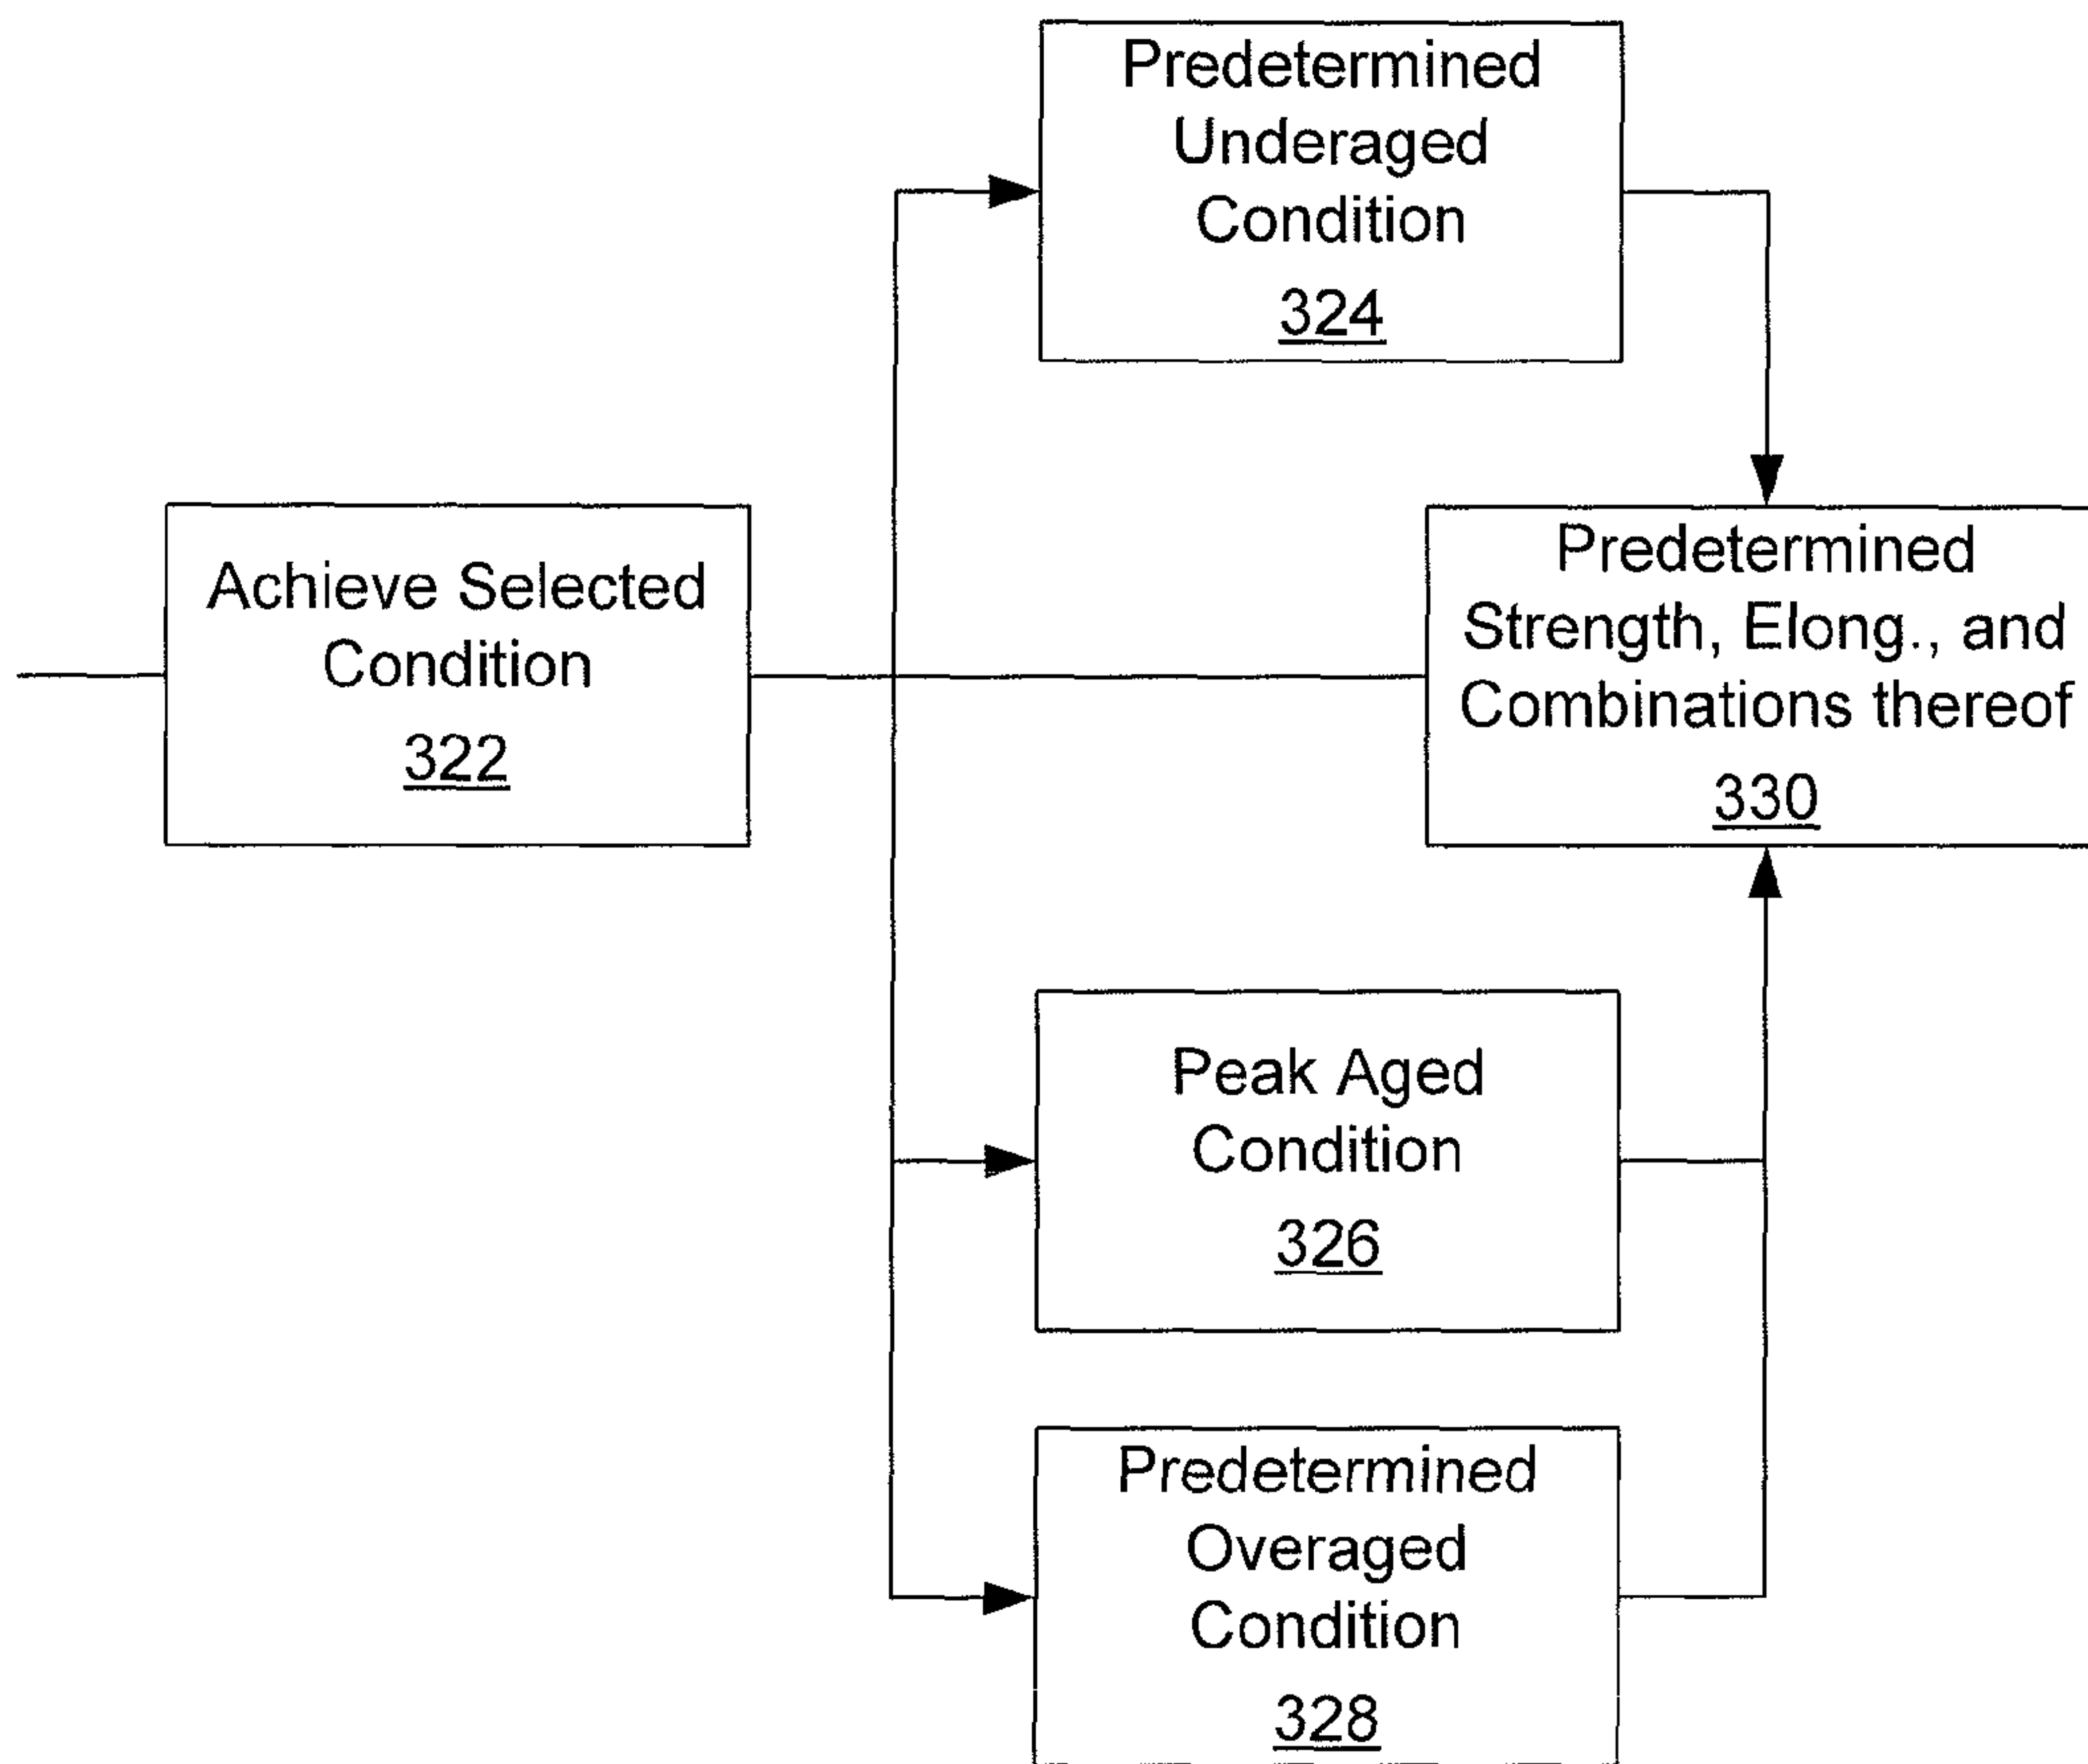 Predetermined
Underaged
Condition
324
Achieve Selected
Condition
322
Predetermined
Strength, Elong., and
Combinations thereof
330
Peak Aged
Condition
326
Predetermined
Overaged
Condition
328